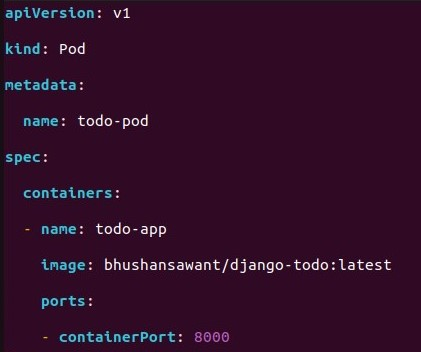 apiVersion: v1
kind: Pod
metadata:
  name: todo-pod
spec:
  containers:
  - name: todo-app
    image: bhushansawant/django-todo:latest
    ports:
    - containerPort: 8000